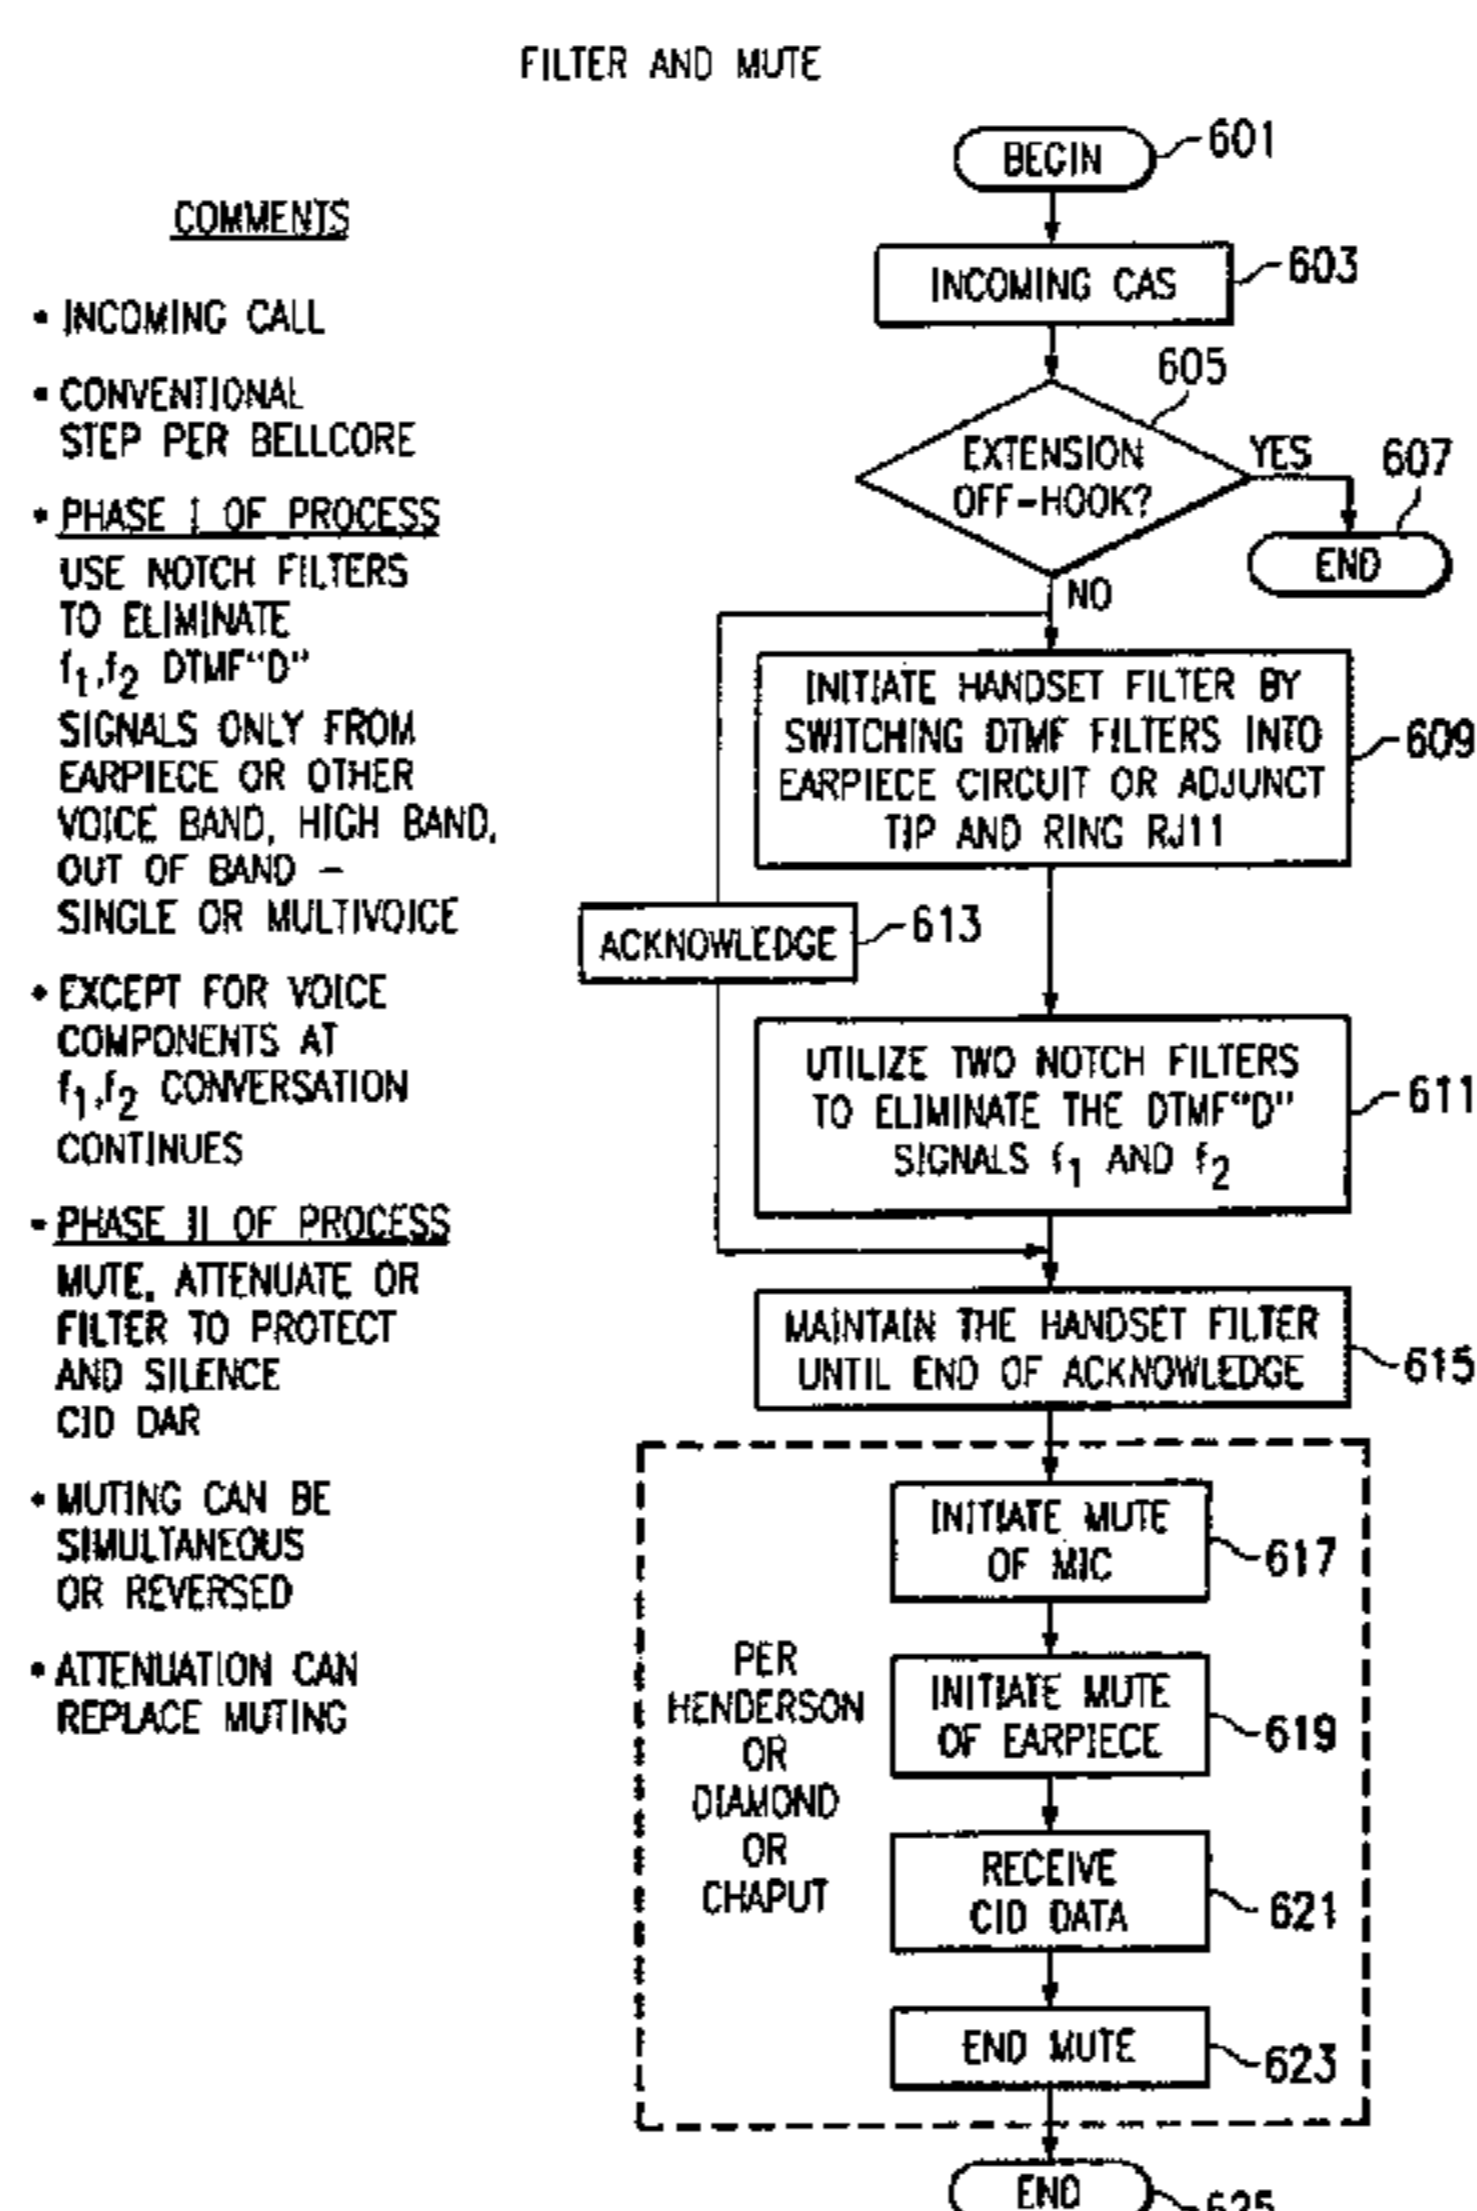 FILTER AND MUTE
COMMENTS
• INCOMING CALL
• CONVENTIONAL
STEP PER BELLCORE
• PHASE I OF PROCESS
USE NOTCH FILTERS
TO ELIMINATE
f1,f2 DTMF"D"
SIGNALS ONLY FROM
EARPIECE OR OTHER
VOICE BAND, HIGH BAND,
OUT OF BAND –
SINGLE OR MULTIVOICE
• EXCEPT FOR VOICE
COMPONENTS AT
f1,f2 CONVERSATION
CONTINUES
• PHASE II OF PROCESS
MUTE, ATTENUATE OR
FILTER TO PROTECT
AND SILENCE
CID DAR
• MUTING CAN BE
SIMULTANEOUS
OR REVERSED
• ATTENUATION CAN
REPLACE MUTING
BEGIN
601
INCOMING CAS
603
605
EXTENSION
OFF-HOOK?
YES
607
END
NO
INITIATE HANDSET FILTER BY
SWITCHING DTMF FILTERS INTO
EARPIECE CIRCUIT OR ADJUNCT
TIP AND RING RJ11
609
ACKNOWLEDGE
613
UTILIZE TWO NOTCH FILTERS
TO ELIMINATE THE DTMF"D"
SIGNALS f1 AND f2
611
MAINTAIN THE HANDSET FILTER
UNTIL END OF ACKNOWLEDGE
615
INITIATE MUTE
OF MIC
617
PER
HENDERSON
OR
DIAMOND
OR
CHAPUT
INITIATE MUTE
OF EARPIECE
619
RECEIVE
CID DATA
621
END MUTE
623
END
625